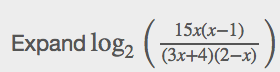 Expand log₂ ( 15x(x−1) / (3x+4)(2−x) )